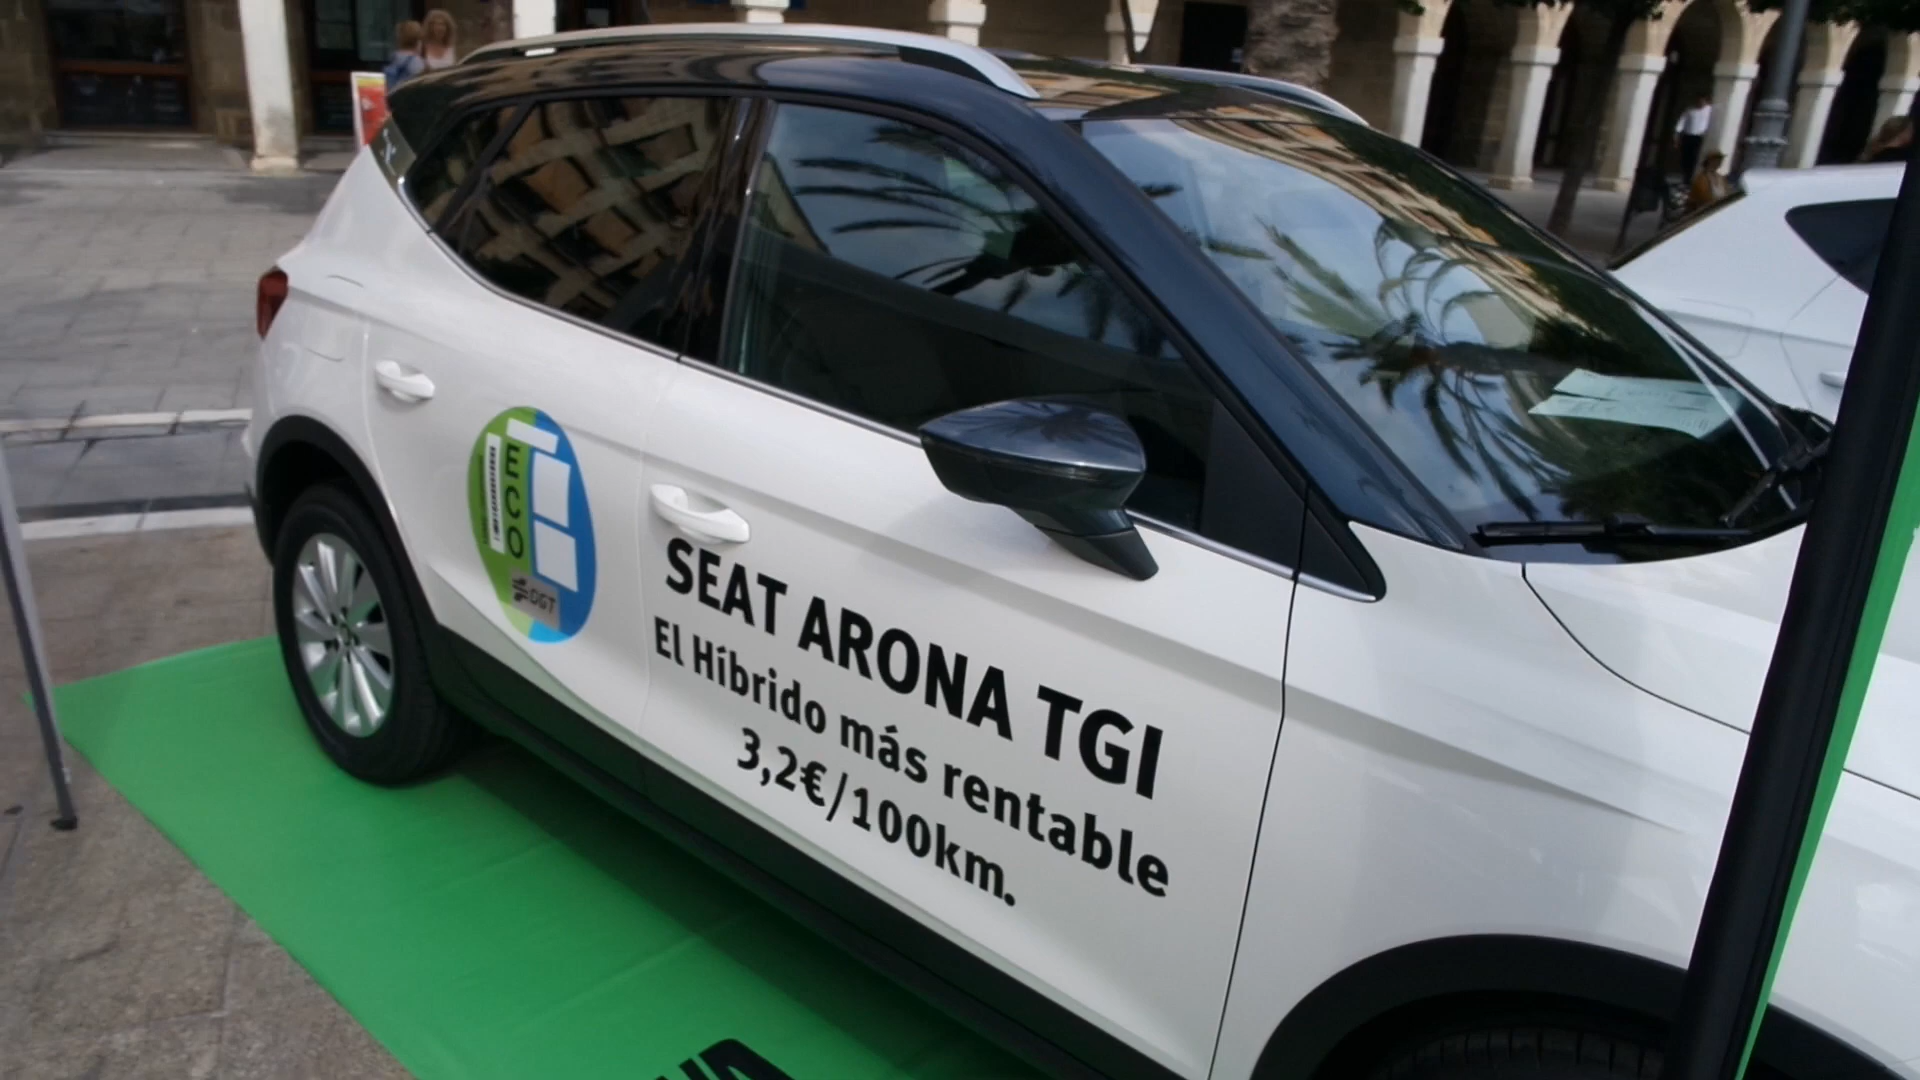 ECO
DGT
SEAT ARONA TGI
El Híbrido más rentable
3,2€/100km.